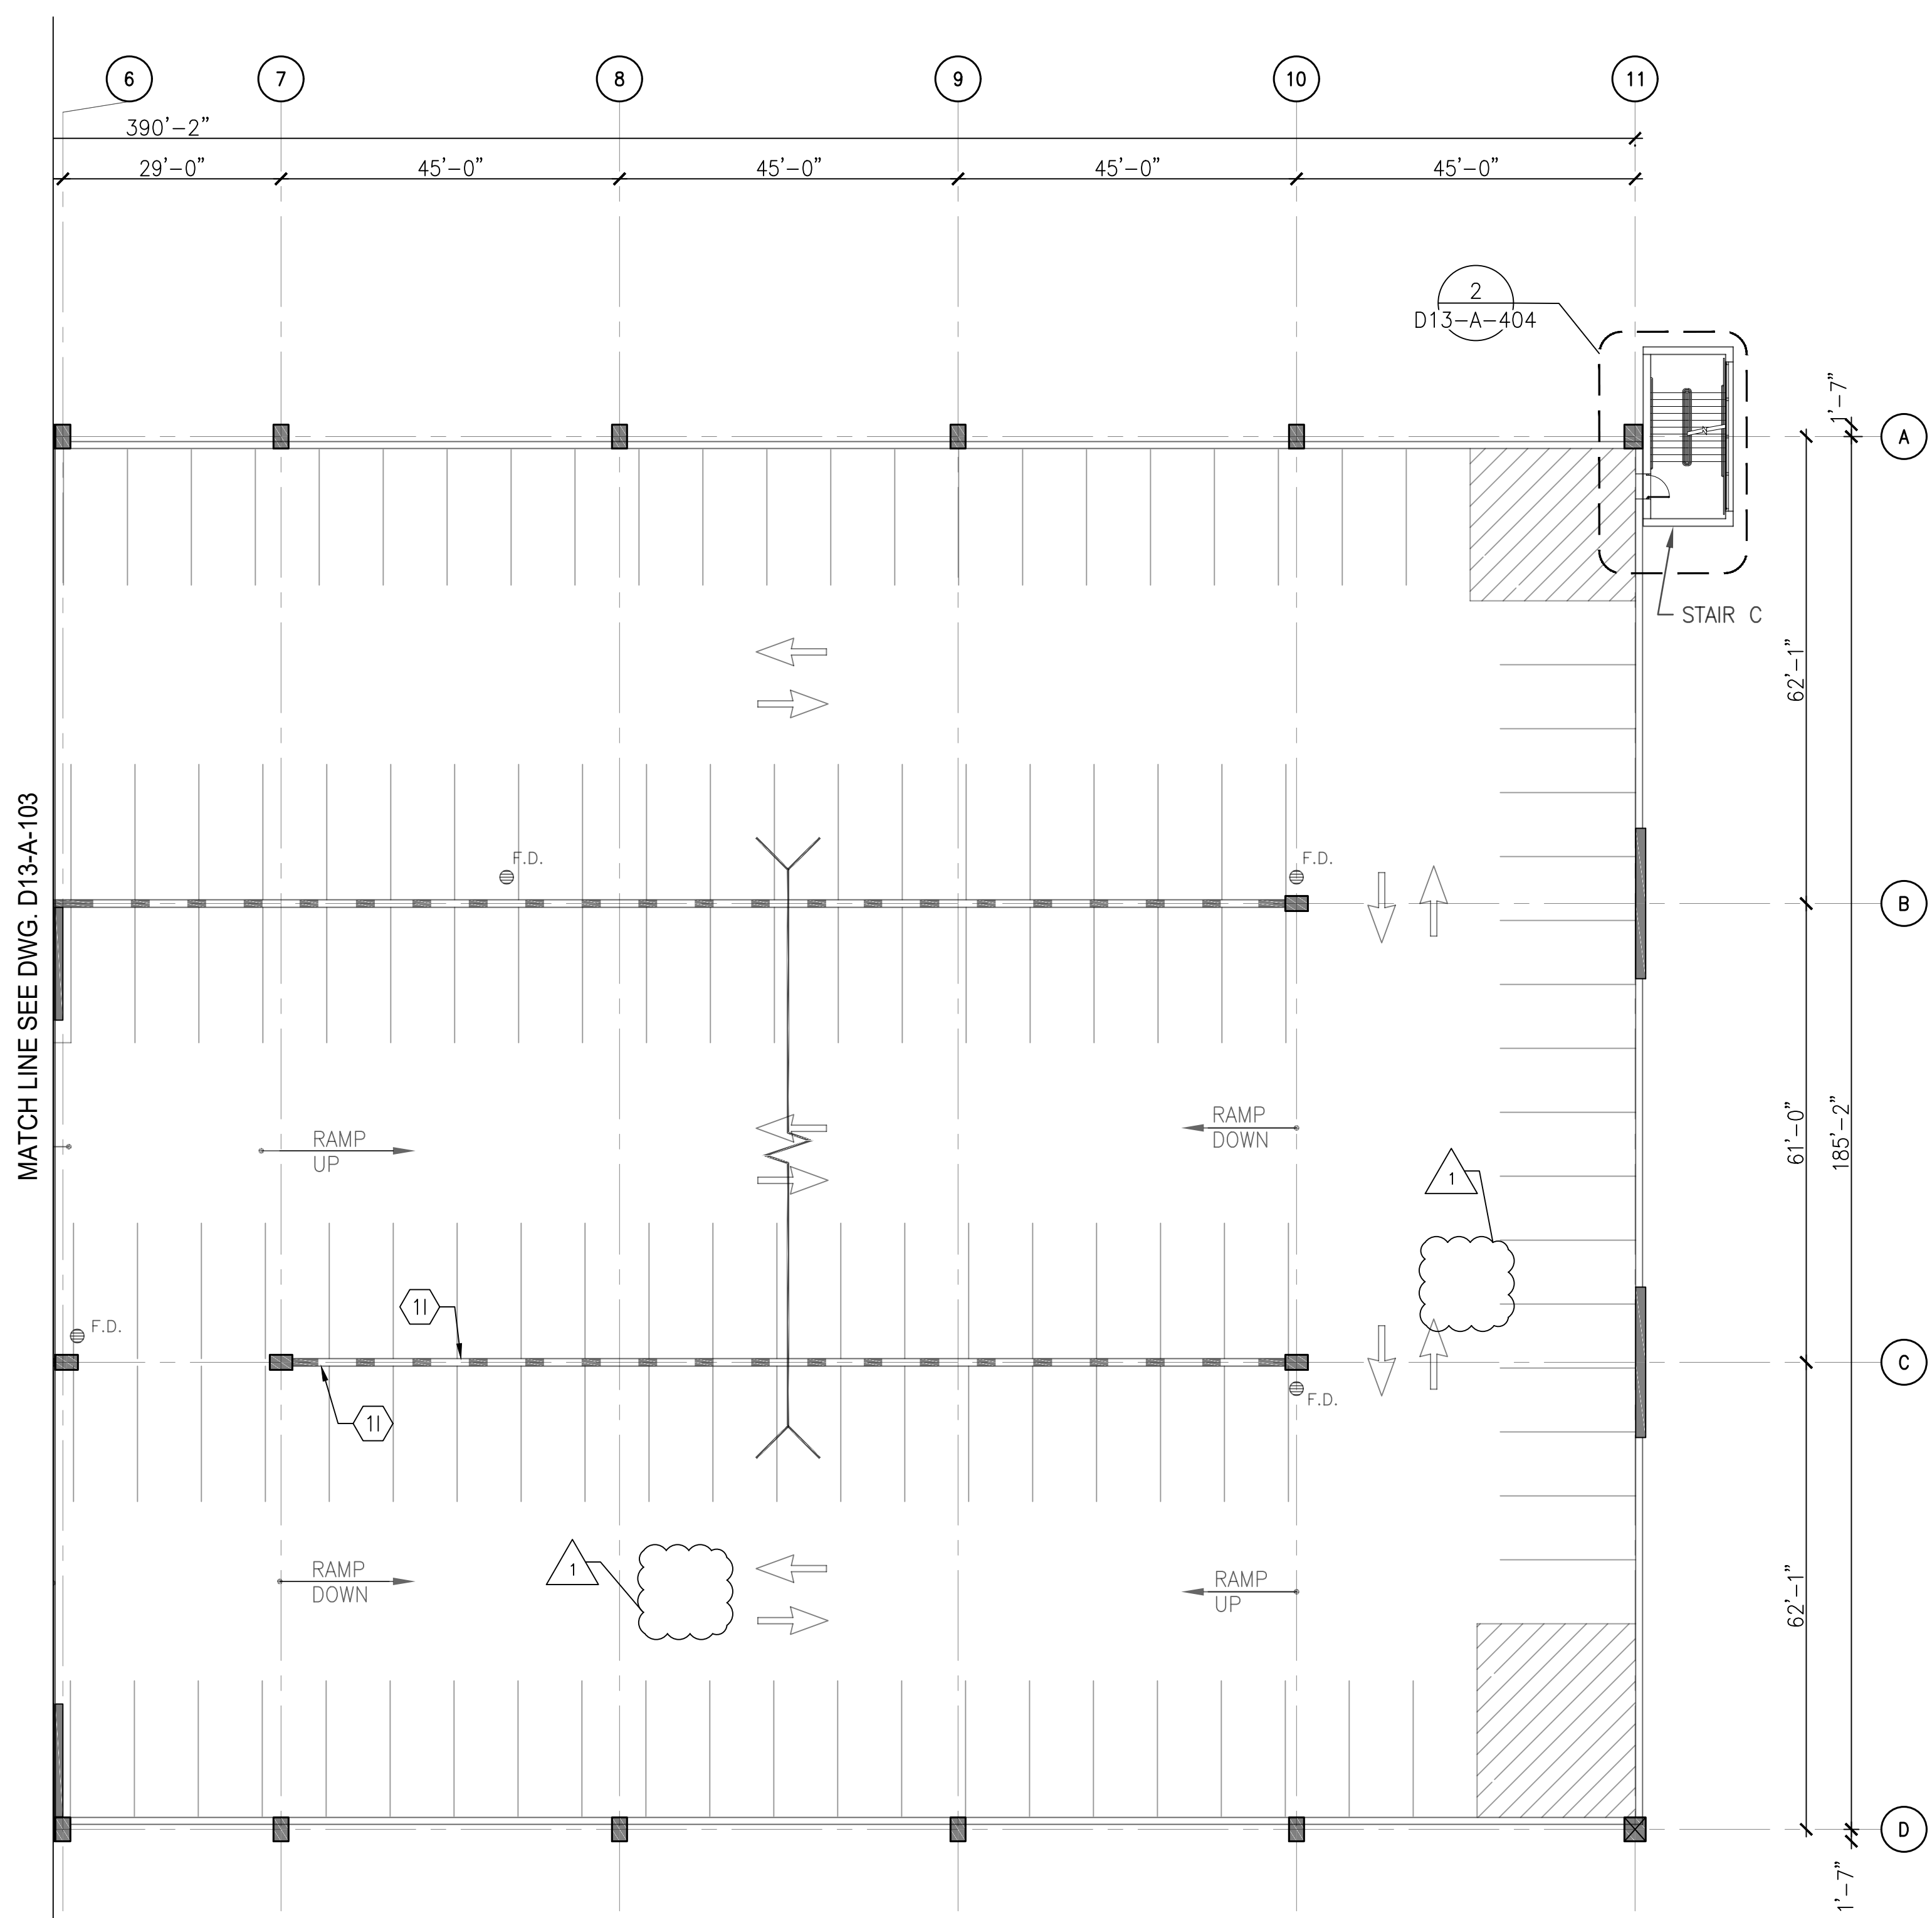 6
7
8
9
10
11
390'-2"
29'-0"
45'-0"
45'-0"
45'-0"
45'-0"
2
D13-A-404
1'-7"
A
STAIR C
62'-1"
MATCH LINE SEE DWG. D13-A-103
F.D.
F.D.
B
RAMP
UP
RAMP
DOWN
61'-0"
185'-2"
1
1I
F.D.
C
F.D.
1I
RAMP
DOWN
1
RAMP
UP
62'-1"
D
1'-7"